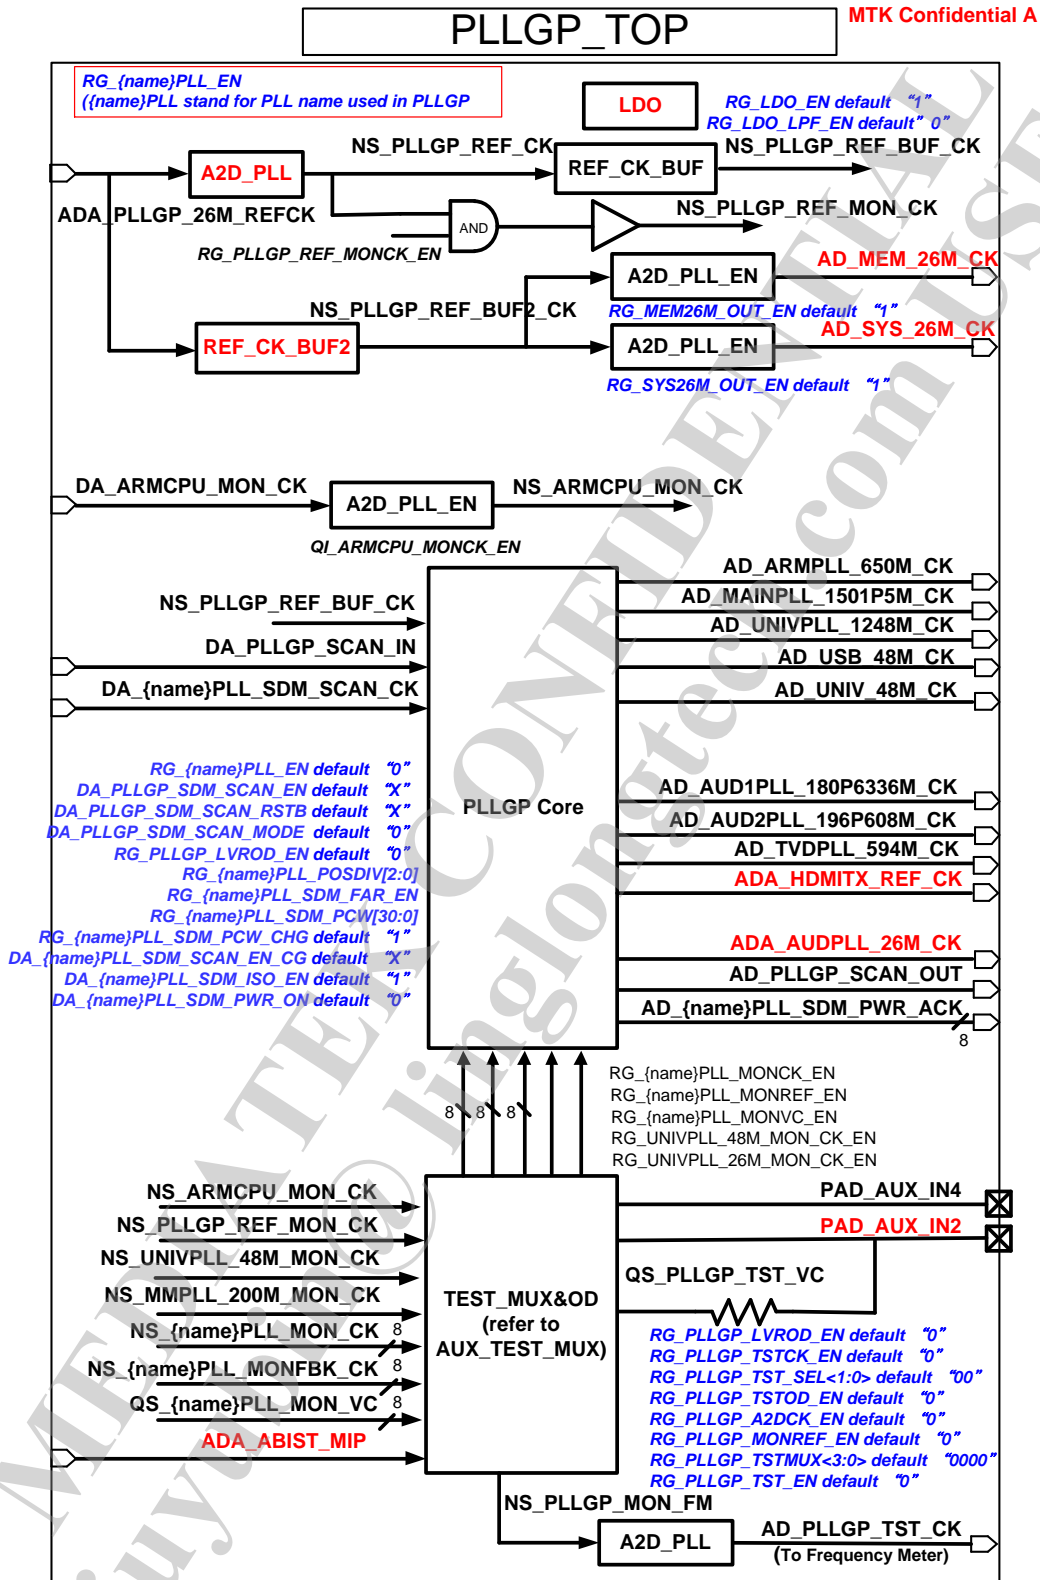 MTK Confidential A
PLLGP_TOP
RG_{name}PLL_EN
({name}PLL stand for PLL name used in PLLGP
LDO
RG_LDO_EN default “1”
RG_LDO_LPF_EN default” 0”
NS_PLLGP_REF_CK
NS_PLLGP_REF_BUF_CK
A2D_PLL
REF_CK_BUF
ADA_PLLGP_26M_REFCK
NS_PLLGP_REF_MON_CK
AND
RG_PLLGP_REF_MONCK_EN
AD_MEM_26M_CK
A2D_PLL_EN
NS_PLLGP_REF_BUF2_CK
RG_MEM26M_OUT_EN default “1”
AD_SYS_26M_CK
REF_CK_BUF2
A2D_PLL_EN
RG_SYS26M_OUT_EN default “1”
DA_ARMCPU_MON_CK
NS_ARMCPU_MON_CK
A2D_PLL_EN
QI_ARMCPU_MONCK_EN
AD_ARMPLL_650M_CK
NS_PLLGP_REF_BUF_CK
AD_MAINPLL_1501P5M_CK
AD_UNIVPLL_1248M_CK
DA_PLLGP_SCAN_IN
AD_USB_48M_CK
DA_{name}PLL_SDM_SCAN_CK
AD_UNIV_48M_CK
RG_{name}PLL_EN default “0”
DA_PLLGP_SDM_SCAN_EN default “X”
DA_PLLGP_SDM_SCAN_RSTB default “X”
DA_PLLGP_SDM_SCAN_MODE default “0”
RG_PLLGP_LVROD_EN default “0”
RG_{name}PLL_POSDIV[2:0]
RG_{name}PLL_SDM_FAR_EN
RG_{name}PLL_SDM_PCW[30:0]
RG_{name}PLL_SDM_PCW_CHG default “1”
DA_{name}PLL_SDM_SCAN_EN_CG default “X”
DA_{name}PLL_SDM_ISO_EN default “1”
DA_{name}PLL_SDM_PWR_ON default “0”
PLLGP Core
AD_AUD1PLL_180P6336M_CK
AD_AUD2PLL_196P608M_CK
AD_TVDPLL_594M_CK
ADA_HDMITX_REF_CK
ADA_AUDPLL_26M_CK
AD_PLLGP_SCAN_OUT
AD_{name}PLL_SDM_PWR_ACK
8
8 8 8
RG_{name}PLL_MONCK_EN
RG_{name}PLL_MONREF_EN
RG_{name}PLL_MONVC_EN
RG_UNIVPLL_48M_MON_CK_EN
RG_UNIVPLL_26M_MON_CK_EN
NS_ARMCPU_MON_CK
NS_PLLGP_REF_MON_CK
NS_UNIVPLL_48M_MON_CK
NS_MMPLL_200M_MON_CK
NS_{name}PLL_MON_CK 8
NS_{name}PLL_MONFBK_CK 8
QS_{name}PLL_MON_VC 8
ADA_ABIST_MIP
TEST_MUX&OD
(refer to
AUX_TEST_MUX)
PAD_AUX_IN4
PAD_AUX_IN2
QS_PLLGP_TST_VC
RG_PLLGP_LVROD_EN default “0”
RG_PLLGP_TSTCK_EN default “0”
RG_PLLGP_TST_SEL<1:0> default “00”
RG_PLLGP_TSTOD_EN default “0”
RG_PLLGP_A2DCK_EN default “0”
RG_PLLGP_MONREF_EN default “0”
RG_PLLGP_TSTMUX<3:0> default “0000”
RG_PLLGP_TST_EN default “0”
NS_PLLGP_MON_FM
A2D_PLL
AD_PLLGP_TST_CK
(To Frequency Meter)
MEDIATEK CONFIDENTIAL